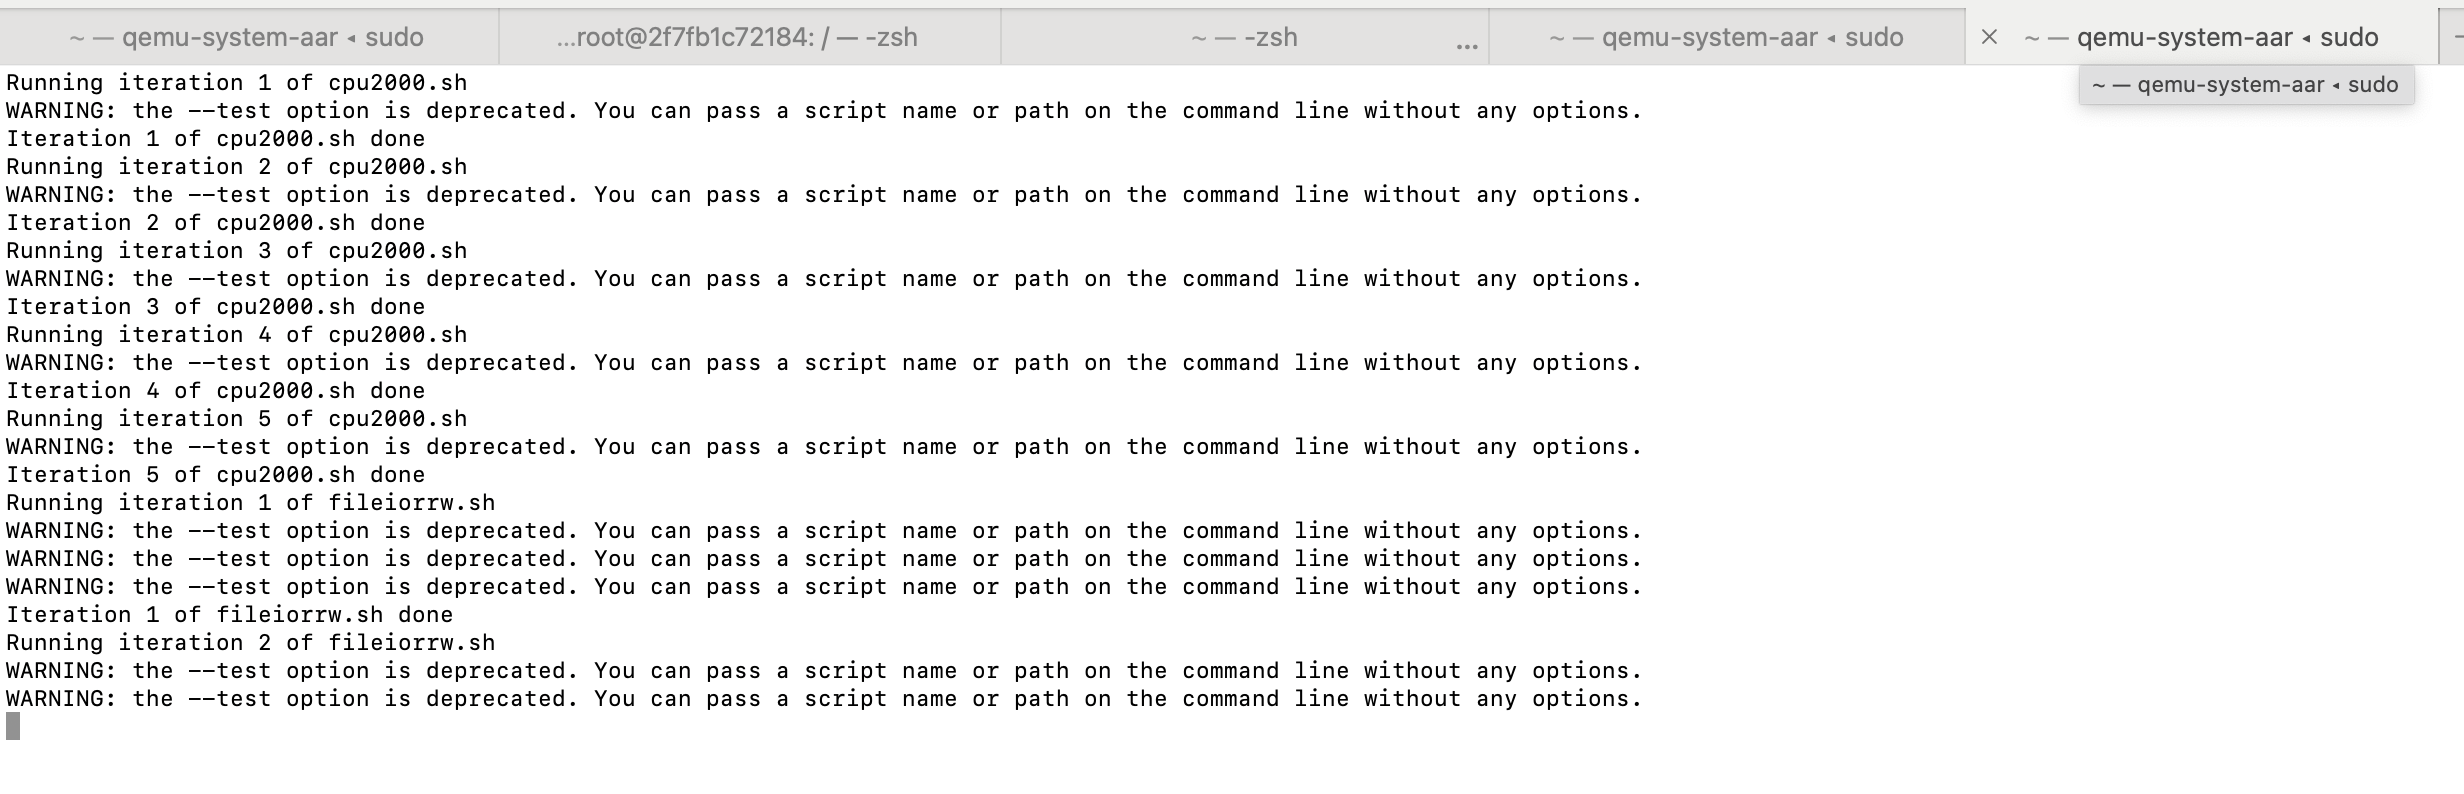 ~ — qemu-system-aar ◂ sudo
...root@2f7fb1c72184: / — -zsh
~ — -zsh
...
~ — qemu-system-aar ◂ sudo
× ~ — qemu-system-aar ◂ sudo
~ — qemu-system-aar ◂ sudo
Running iteration 1 of cpu2000.sh
WARNING: the --test option is deprecated. You can pass a script name or path on the command line without any options.
Iteration 1 of cpu2000.sh done
Running iteration 2 of cpu2000.sh
WARNING: the --test option is deprecated. You can pass a script name or path on the command line without any options.
Iteration 2 of cpu2000.sh done
Running iteration 3 of cpu2000.sh
WARNING: the --test option is deprecated. You can pass a script name or path on the command line without any options.
Iteration 3 of cpu2000.sh done
Running iteration 4 of cpu2000.sh
WARNING: the --test option is deprecated. You can pass a script name or path on the command line without any options.
Iteration 4 of cpu2000.sh done
Running iteration 5 of cpu2000.sh
WARNING: the --test option is deprecated. You can pass a script name or path on the command line without any options.
Iteration 5 of cpu2000.sh done
Running iteration 1 of fileiorrw.sh
WARNING: the --test option is deprecated. You can pass a script name or path on the command line without any options.
WARNING: the --test option is deprecated. You can pass a script name or path on the command line without any options.
WARNING: the --test option is deprecated. You can pass a script name or path on the command line without any options.
Iteration 1 of fileiorrw.sh done
Running iteration 2 of fileiorrw.sh
WARNING: the --test option is deprecated. You can pass a script name or path on the command line without any options.
WARNING: the --test option is deprecated. You can pass a script name or path on the command line without any options.